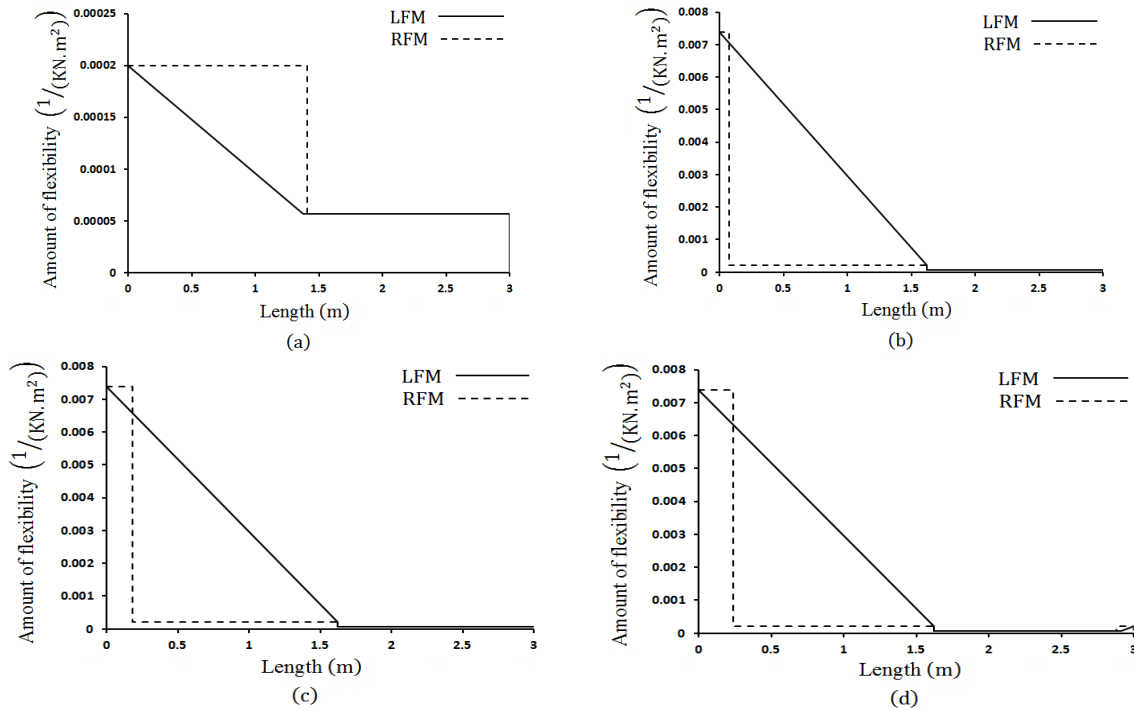 LFM
RFM
Amount of flexibility (1/(KN. m²))
0.00025
0.0002
0.00015
0.0001
0.00005
0
0 0.5 1 1.5 2 2.5 3
Length (m)
(a)
LFM
RFM
Amount of flexibility (1/(KN. m²))
0.008
0.007
0.006
0.005
0.004
0.003
0.002
0.001
0
0 0.5 1 1.5 2 2.5 3
Length (m)
(b)
LFM
RFM
Amount of flexibility (1/(KN. m²))
0.008
0.007
0.006
0.005
0.004
0.003
0.002
0.001
0
0 0.5 1 1.5 2 2.5 3
Length (m)
(c)
LFM
RFM
Amount of flexibility (1/(KN. m²))
0.008
0.007
0.006
0.005
0.004
0.003
0.002
0.001
0
0 0.5 1 1.5 2 2.5 3
Length (m)
(d)